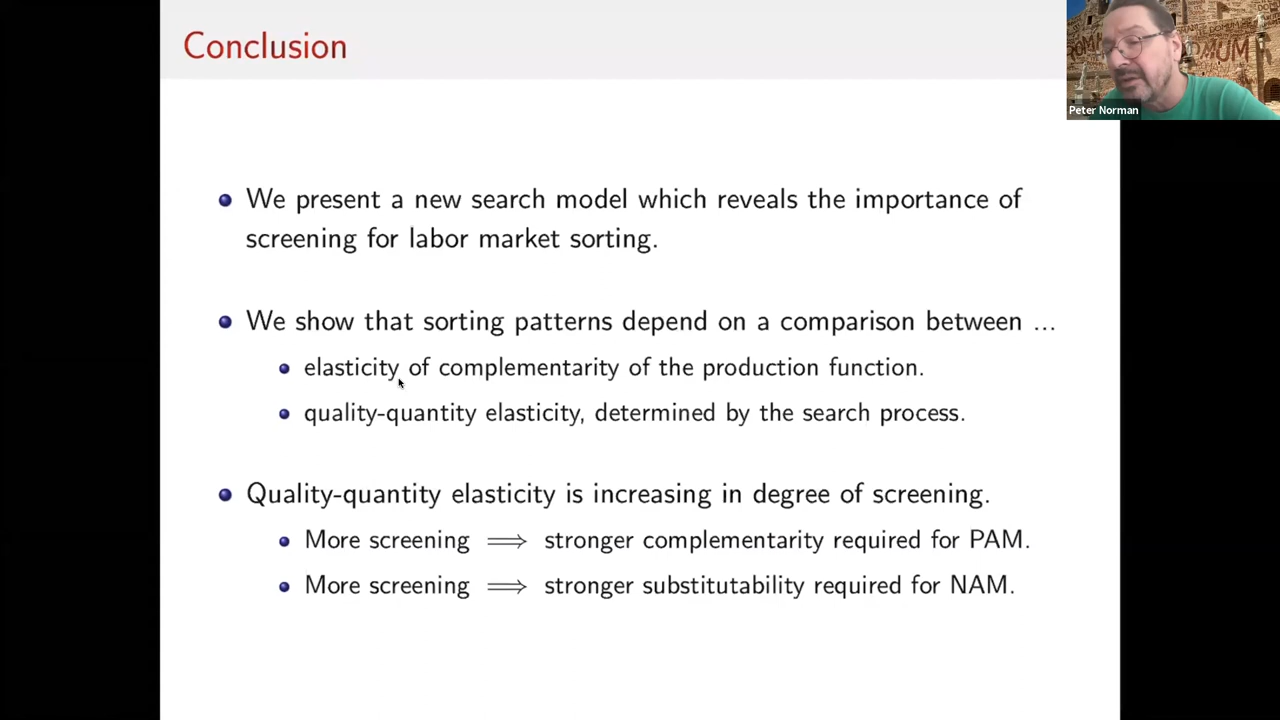 Conclusion
We present a new search model which reveals the importance of
screening for labor market sorting.
We show that sorting patterns depend on a comparison between ...
elasticity of complementarity of the production function.
quality-quantity elasticity, determined by the search process.
Quality-quantity elasticity is increasing in degree of screening.
More screening ⟹ stronger complementarity required for PAM.
More screening ⟹ stronger substitutability required for NAM.
DOMUM
Peter Norman